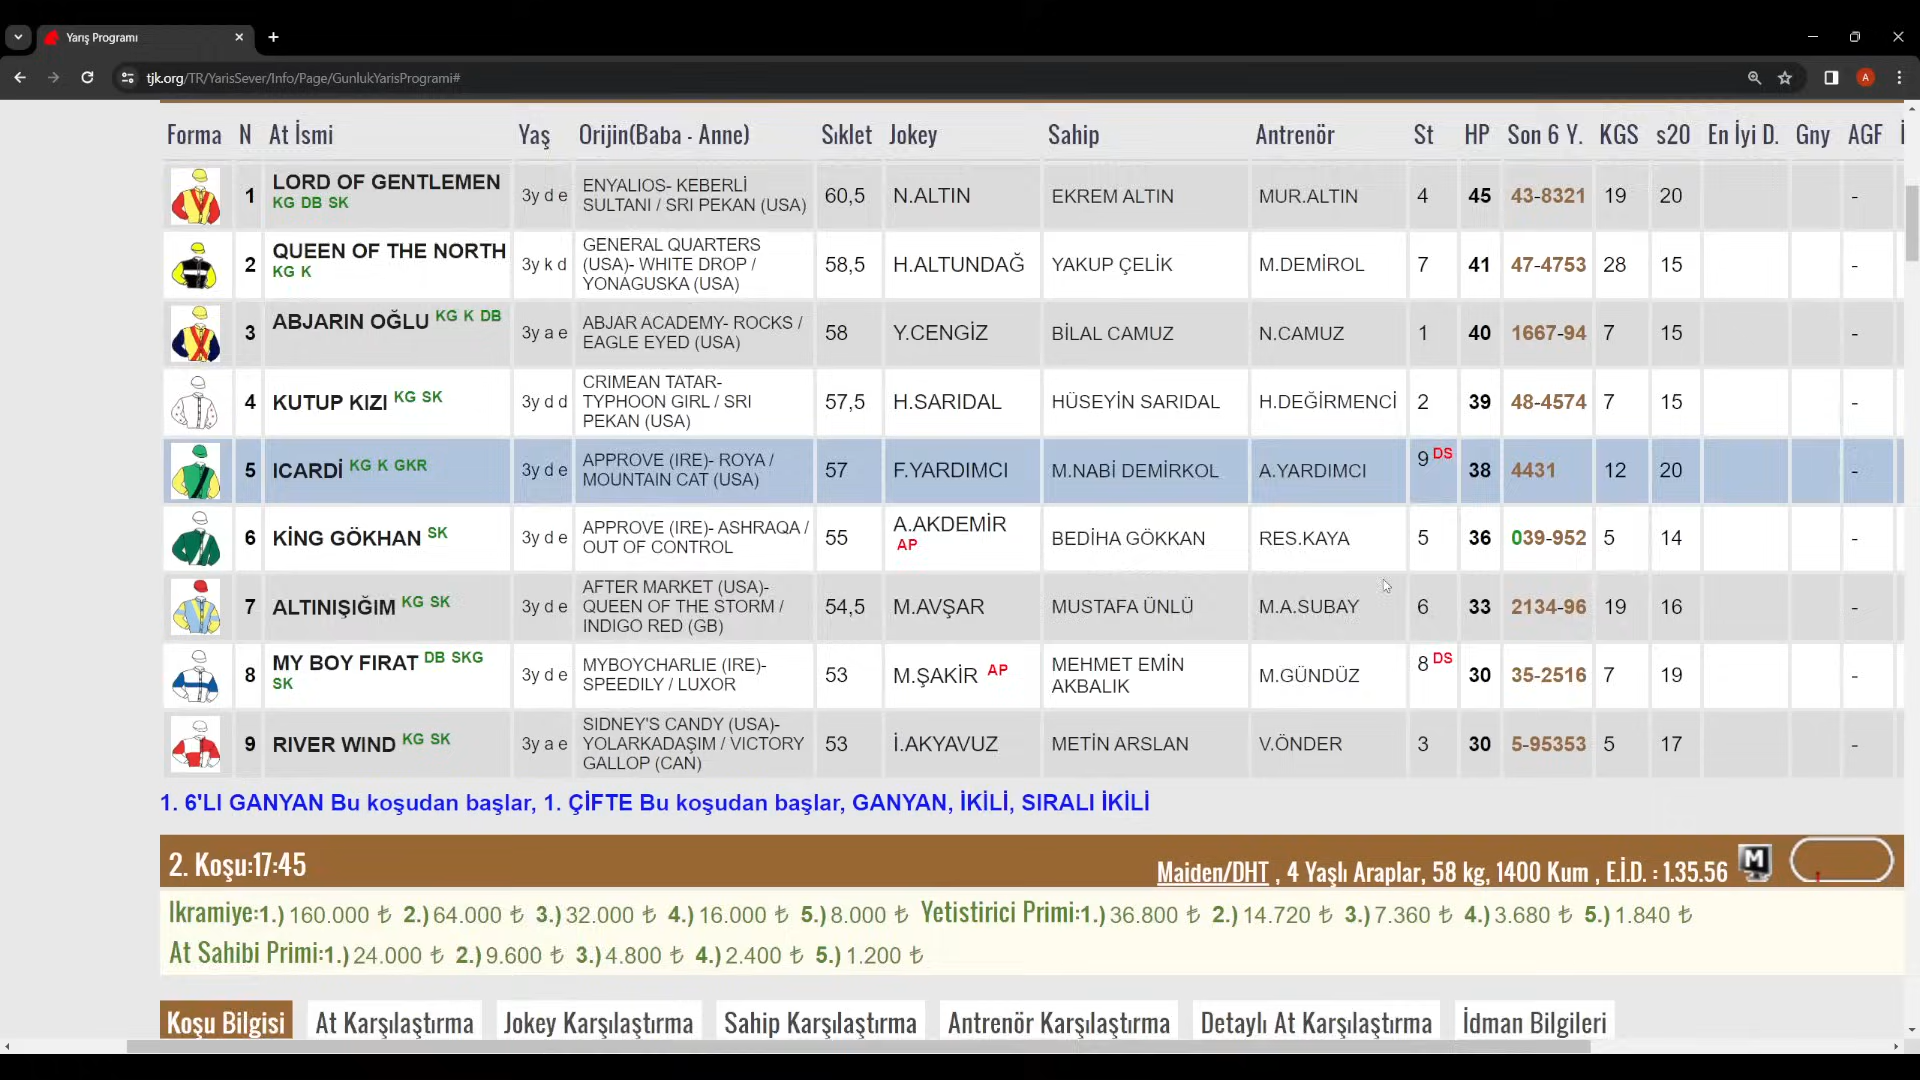 Yarış Programı
tjk.org/TR/YarisSever/Info/Page/GunlukYarisProgrami#
A
Forma N At İsmi Yaş Orijin(Baba - Anne) Sıklet Jokey Sahip Antrenör St HP Son 6 Y. KGS s20 En İyi D. Gny AGF
1 LORD OF GENTLEMEN KG DB SK 3y d e ENYALIOS- KEBERLİ SULTANI / SRI PEKAN (USA) 60,5 N.ALTIN EKREM ALTIN MUR.ALTIN 4 45 43-8321 19 20 -
2 QUEEN OF THE NORTH KG K 3y k d GENERAL QUARTERS (USA)- WHITE DROP / YONAGUSKA (USA) 58,5 H.ALTUNDAĞ YAKUP ÇELİK M.DEMİROL 7 41 47-4753 28 15 -
3 ABJARIN OĞLU KG K DB 3y a e ABJAR ACADEMY- ROCKS / EAGLE EYED (USA) 58 Y.CENGİZ BİLAL CAMUZ N.CAMUZ 1 40 1667-94 7 15 -
4 KUTUP KIZI KG SK 3y d d CRIMEAN TATAR- TYPHOON GIRL / SRI PEKAN (USA) 57,5 H.SARIDAL HÜSEYİN SARIDAL H.DEĞİRMENCİ 2 39 48-4574 7 15 -
5 ICARDİ KG K GKR 3y d e APPROVE (IRE)- ROYA / MOUNTAIN CAT (USA) 57 F.YARDIMCI M.NABİ DEMİRKOL A.YARDIMCI 9 DS 38 4431 12 20 -
6 KİNG GÖKHAN SK 3y d e APPROVE (IRE)- ASHRAQA / OUT OF CONTROL 55 A.AKDEMİR AP BEDİHA GÖKKAN RES.KAYA 5 36 039-952 5 14 -
7 ALTINIŞIĞIM KG SK 3y d e AFTER MARKET (USA)- QUEEN OF THE STORM / INDIGO RED (GB) 54,5 M.AVŞAR MUSTAFA ÜNLÜ M.A.SUBAY 6 33 2134-96 19 16 -
8 MY BOY FIRAT DB SKG SK 3y d e MYBOYCHARLIE (IRE)- SPEEDILY / LUXOR 53 M.ŞAKİR AP MEHMET EMİN AKBALIK M.GÜNDÜZ 8 DS 30 35-2516 7 19 -
9 RIVER WIND KG SK 3y a e SIDNEY'S CANDY (USA)- YOLARKADAŞIM / VICTORY GALLOP (CAN) 53 İ.AKYAVUZ METİN ARSLAN V.ÖNDER 3 30 5-95353 5 17 -
1. 6'LI GANYAN Bu koşudan başlar, 1. ÇİFTE Bu koşudan başlar, GANYAN, İKİLİ, SIRALI İKİLİ
2. Koşu:17:45 Maiden/DHT , 4 Yaşlı Araplar, 58 kg, 1400 Kum , E.İ.D. : 1.35.56 M
Ikramiye:1.) 160.000 ₺ 2.) 64.000 ₺ 3.) 32.000 ₺ 4.) 16.000 ₺ 5.) 8.000 ₺ Yetistirici Primi:1.) 36.800 ₺ 2.) 14.720 ₺ 3.) 7.360 ₺ 4.) 3.680 ₺ 5.) 1.840 ₺
At Sahibi Primi:1.) 24.000 ₺ 2.) 9.600 ₺ 3.) 4.800 ₺ 4.) 2.400 ₺ 5.) 1.200 ₺
Koşu Bilgisi At Karşılaştırma Jokey Karşılaştırma Sahip Karşılaştırma Antrenör Karşılaştırma Detaylı At Karşılaştırma İdman Bilgileri